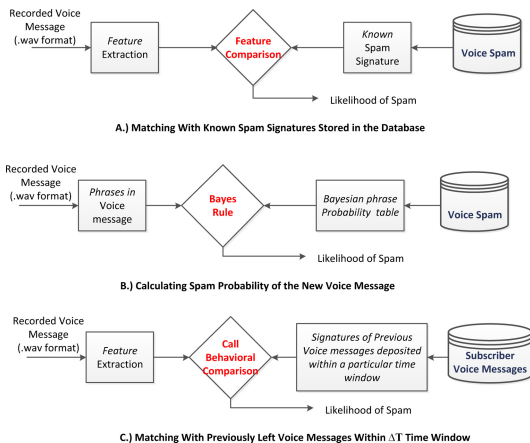 Recorded Voice
Message
(.wav format)
Feature
Extraction
Feature
Comparison
Known
Spam
Signature
Voice Spam
Likelihood of Spam
A.) Matching With Known Spam Signatures Stored in the Database
Recorded Voice
Message
(.wav format)
Phrases in
Voice
message
Bayes
Rule
Bayesian phrase
Probability table
Voice Spam
Likelihood of Spam
B.) Calculating Spam Probability of the New Voice Message
Recorded Voice
Message
(.wav format)
Feature
Extraction
Call
Behavioral
Comparison
Signatures of Previous
Voice messages deposited
within a particular time
window
Subscriber
Voice Messages
Likelihood of Spam
C.) Matching With Previously Left Voice Messages Within ΔT Time Window